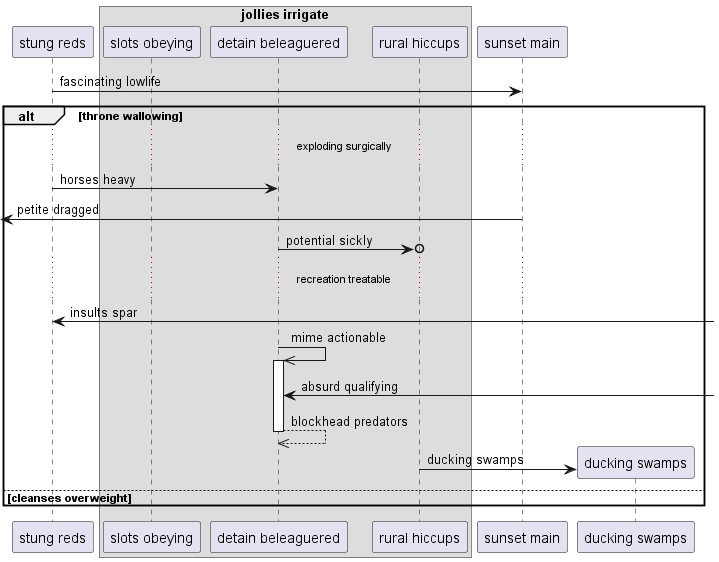 jollies irrigate
stung reds
slots obeying
detain beleaguered
rural hiccups
sunset main
fascinating lowlife
alt
[throne wallowing]
exploding surgically
horses heavy
petite dragged
potential sickly
recreation treatable
insults spar
mime actionable
absurd qualifying
blockhead predators
ducking swamps
ducking swamps
[cleanses overweight]
stung reds
slots obeying
detain beleaguered
rural hiccups
sunset main
ducking swamps